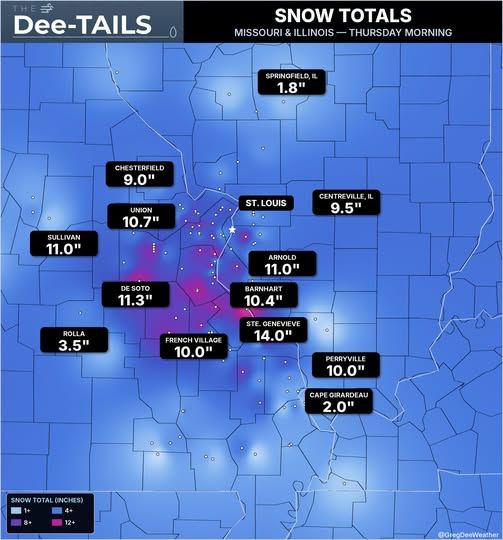 THE
Dee-TAILS
SNOW TOTALS
MISSOURI & ILLINOIS — THURSDAY MORNING
SPRINGFIELD, IL
1.8"
CHESTERFIELD
9.0"
ST. LOUIS
CENTREVILLE, IL
9.5"
UNION
10.7"
SULLIVAN
11.0"
ARNOLD
11.0"
DE SOTO
11.3"
BARNHART
10.4"
STE. GENEVIEVE
14.0"
ROLLA
3.5"
FRENCH VILLAGE
10.0"
PERRYVILLE
10.0"
CAPE GIRARDEAU
2.0"
SNOW TOTAL (INCHES)
1+ 4+
8+ 12+
@GregDeeWeather